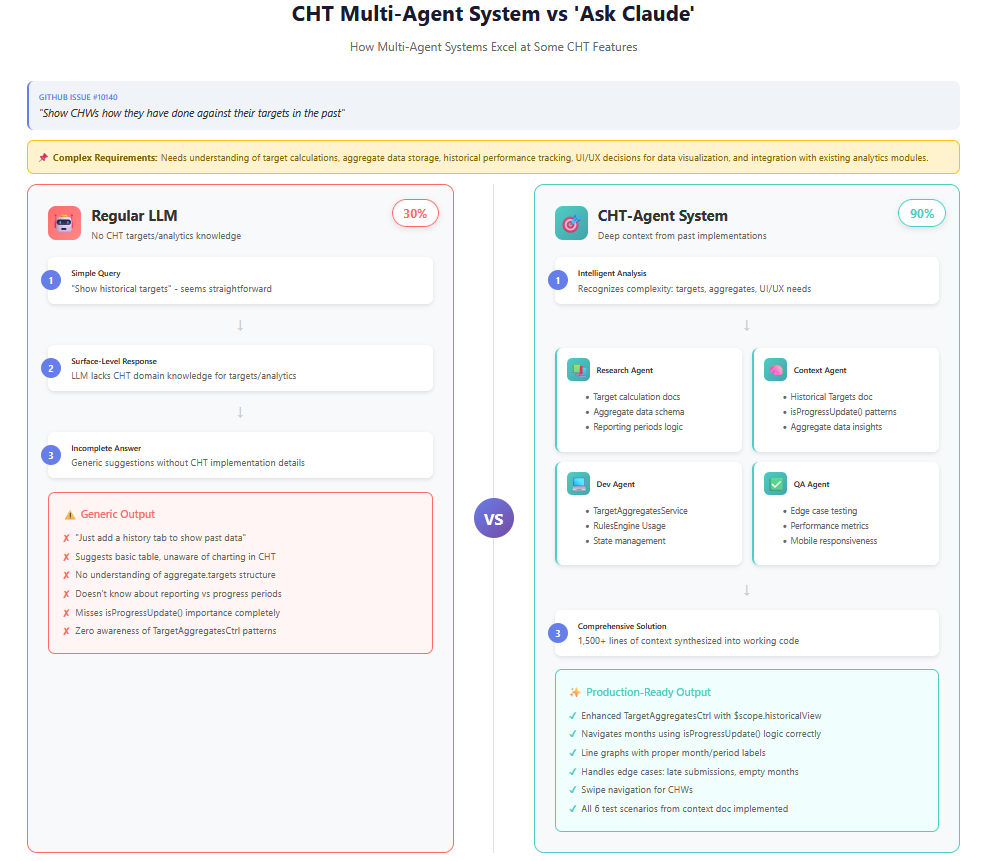 CHT Multi-Agent System vs 'Ask Claude'
How Multi-Agent Systems Excel at Some CHT Features
GITHUB ISSUE #10140
"Show CHWs how they have done against their targets in the past"
📌 Complex Requirements: Needs understanding of target calculations, aggregate data storage, historical performance tracking, UI/UX decisions for data visualization, and integration with existing analytics modules.
Regular LLM
No CHT targets/analytics knowledge
30%
1
Simple Query
"Show historical targets" - seems straightforward
↓
2
Surface-Level Response
LLM lacks CHT domain knowledge for targets/analytics
↓
3
Incomplete Answer
Generic suggestions without CHT implementation details
⚠️ Generic Output
✗ "Just add a history tab to show past data"
✗ Suggests basic table, unaware of charting in CHT
✗ No understanding of aggregate.targets structure
✗ Doesn't know about reporting vs progress periods
✗ Misses isProgressUpdate() importance completely
✗ Zero awareness of TargetAggregatesCtrl patterns
VS
CHT-Agent System
Deep context from past implementations
90%
1
Intelligent Analysis
Recognizes complexity: targets, aggregates, UI/UX needs
↓
Research Agent
• Target calculation docs
• Aggregate data schema
• Reporting periods logic
Context Agent
• Historical Targets doc
• isProgressUpdate() patterns
• Aggregate data insights
Dev Agent
• TargetAggregatesService
• RulesEngine Usage
• State management
QA Agent
• Edge case testing
• Performance metrics
• Mobile responsiveness
↓
3
Comprehensive Solution
1,500+ lines of context synthesized into working code
✨ Production-Ready Output
✓ Enhanced TargetAggregatesCtrl with $scope.historicalView
✓ Navigates months using isProgressUpdate() logic correctly
✓ Line graphs with proper month/period labels
✓ Handles edge cases: late submissions, empty months
✓ Swipe navigation for CHWs
✓ All 6 test scenarios from context doc implemented